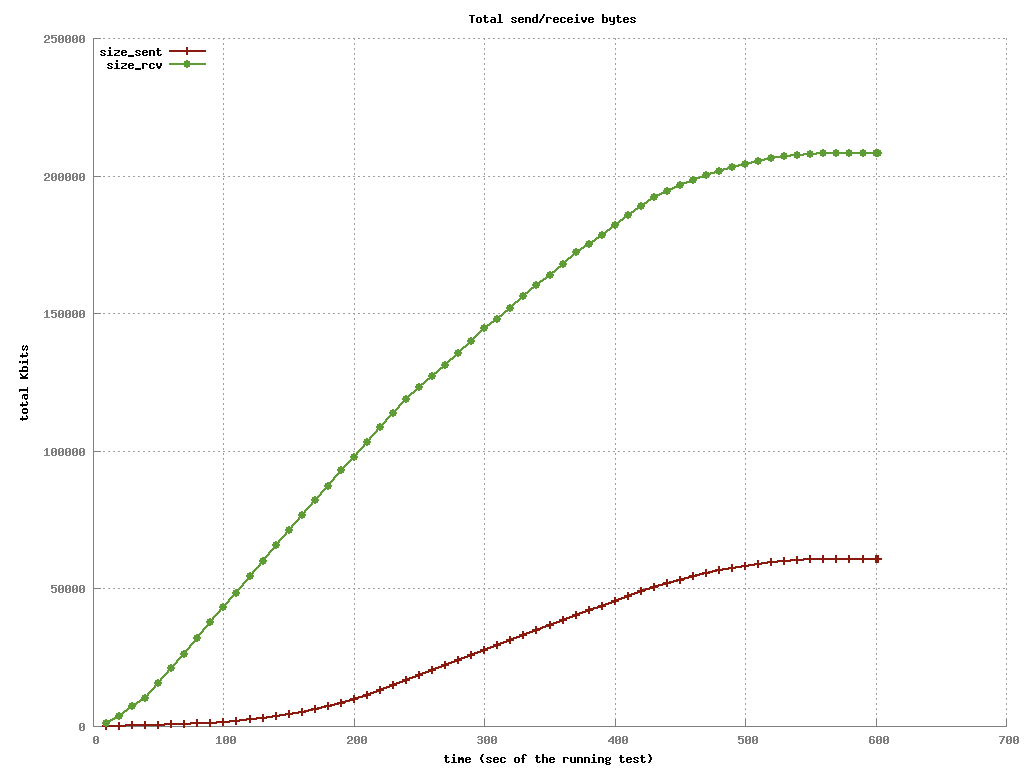 Total send/receive bytes
250000
size_sent
size_rcv
200000
150000
total Kbits
100000
50000
0
0 100 200 300 400 500 600 700
time (sec of the running test)